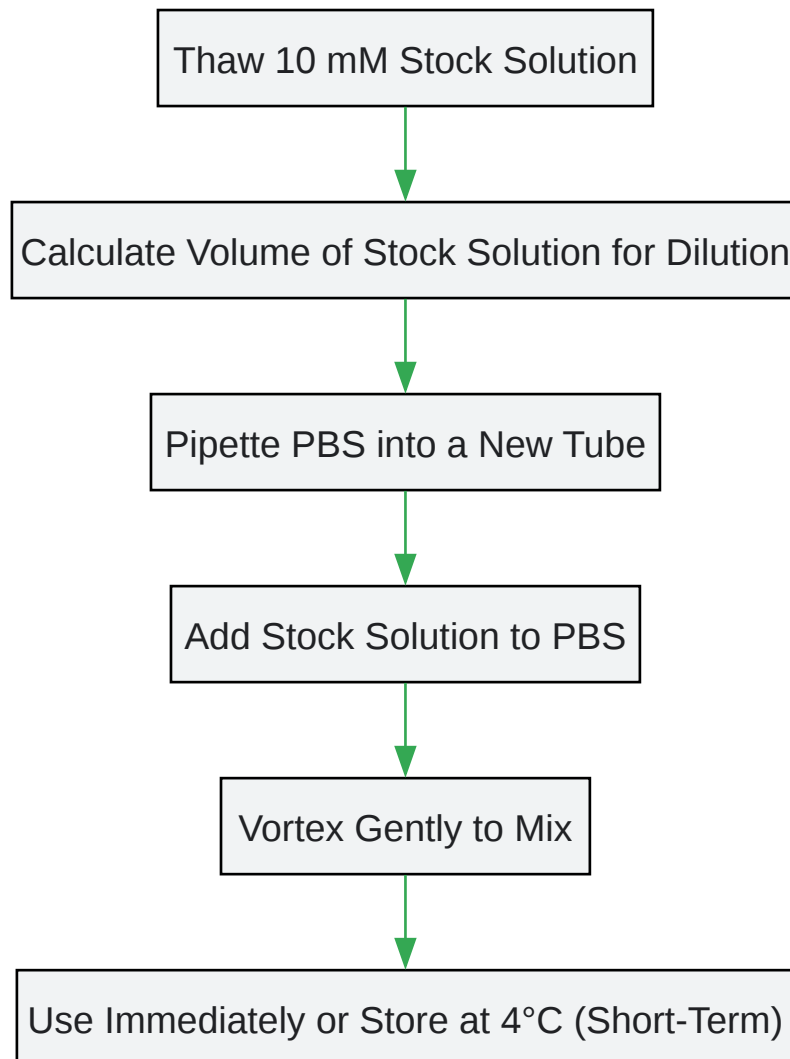 Thaw 10 mM Stock Solution
Calculate Volume of Stock Solution for Dilution
Pipette PBS into a New Tube
Add Stock Solution to PBS
Vortex Gently to Mix
Use Immediately or Store at 4°C (Short-Term)